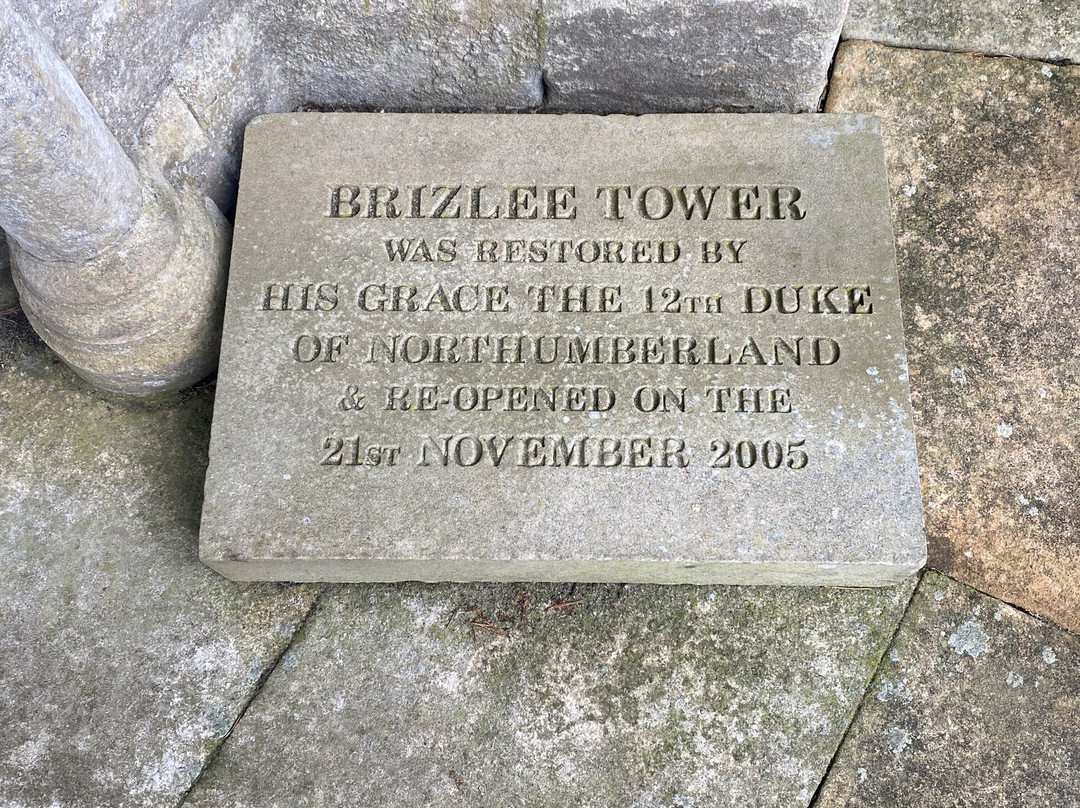 BRIZLEE TOWER
WAS RESTORED BY
HIS GRACE THE 12TH DUKE
OF NORTHUMBERLAND
& RE-OPENED ON THE
21ST NOVEMBER 2005